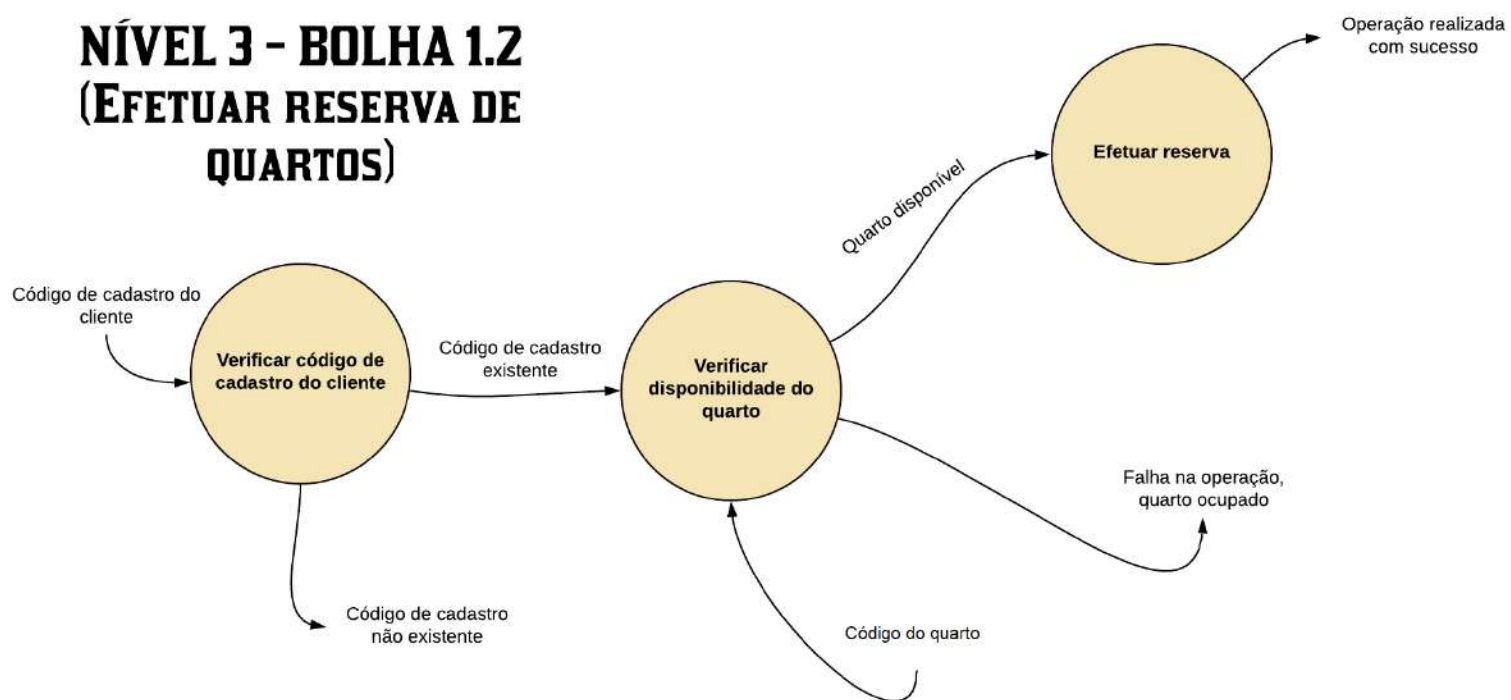 NÍVEL 3 - BOLHA 1.2
(EFETUAR RESERVA DE
QUARTOS)
Operação realizada
com sucesso
Efetuar reserva
Quarto disponível
Código de cadastro do
cliente
Verificar código de
cadastro do cliente
Código de cadastro
existente
Verificar
disponibilidade do
quarto
Falha na operação,
quarto ocupado
Código de cadastro
não existente
Código do quarto